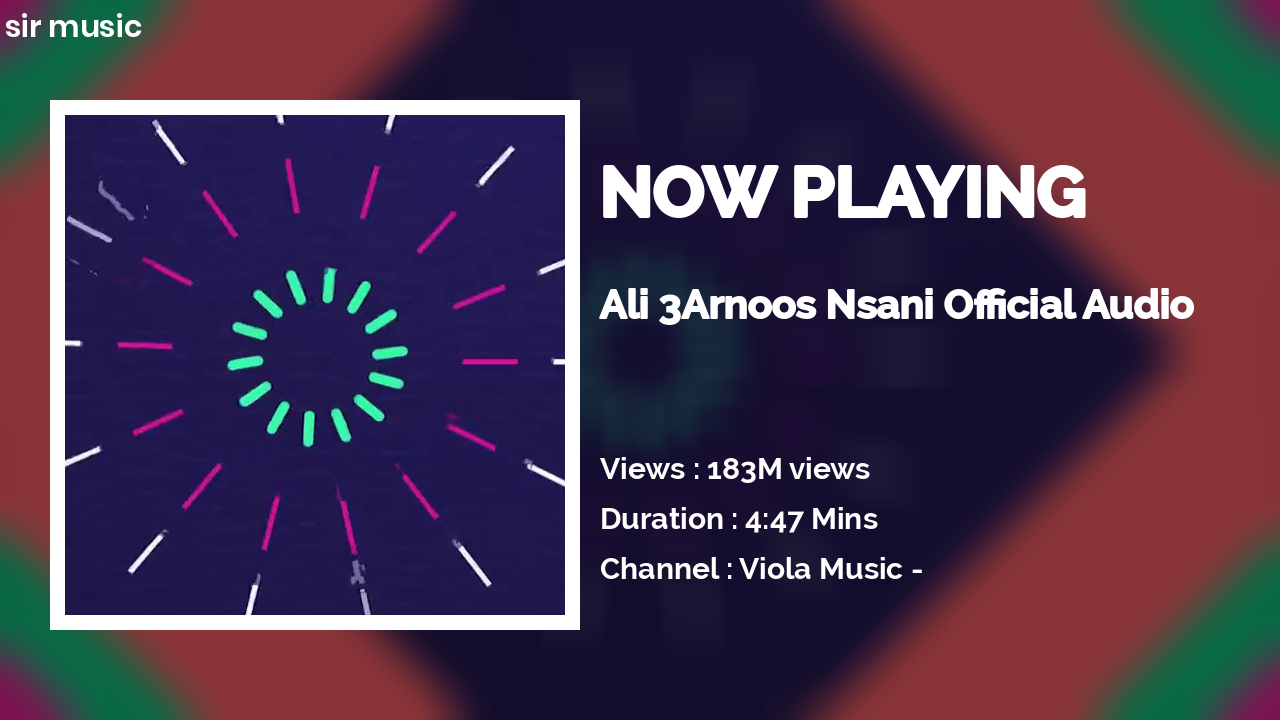 sir music
NOW PLAYING
Ali 3Arnoos Nsani Official Audio
Views : 183M views
Duration : 4:47 Mins
Channel : Viola Music -